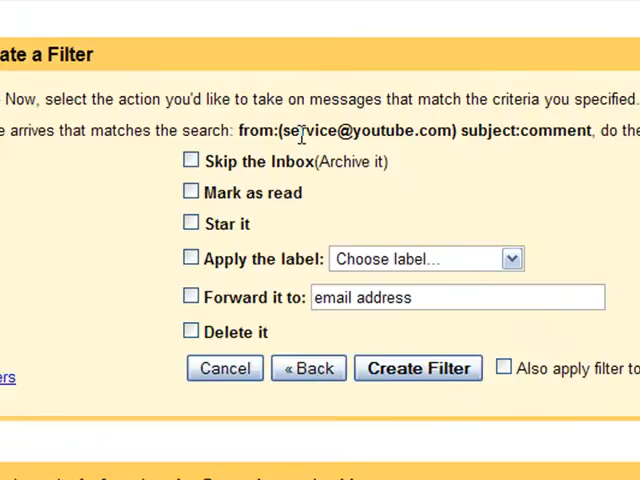 ate a Filter
Now, select the action you'd like to take on messages that match the criteria you specified.
e arrives that matches the search: from:(service@youtube.com) subject:comment, do the
Skip the Inbox(Archive it)
Mark as read
Star it
Apply the label: Choose label...
Forward it to: email address
Delete it
Cancel « Back Create Filter Also apply filter to
ers